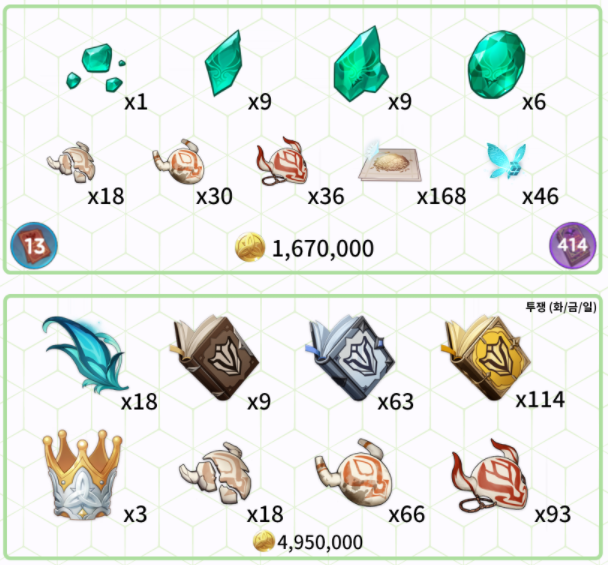 x1 x9 x9 x6
x18 x30 x36 x168 x46
13 1,670,000 414
투쟁 (화/금/일)
x18 x9 x63 x114
x3 x18 x66 x93
4,950,000